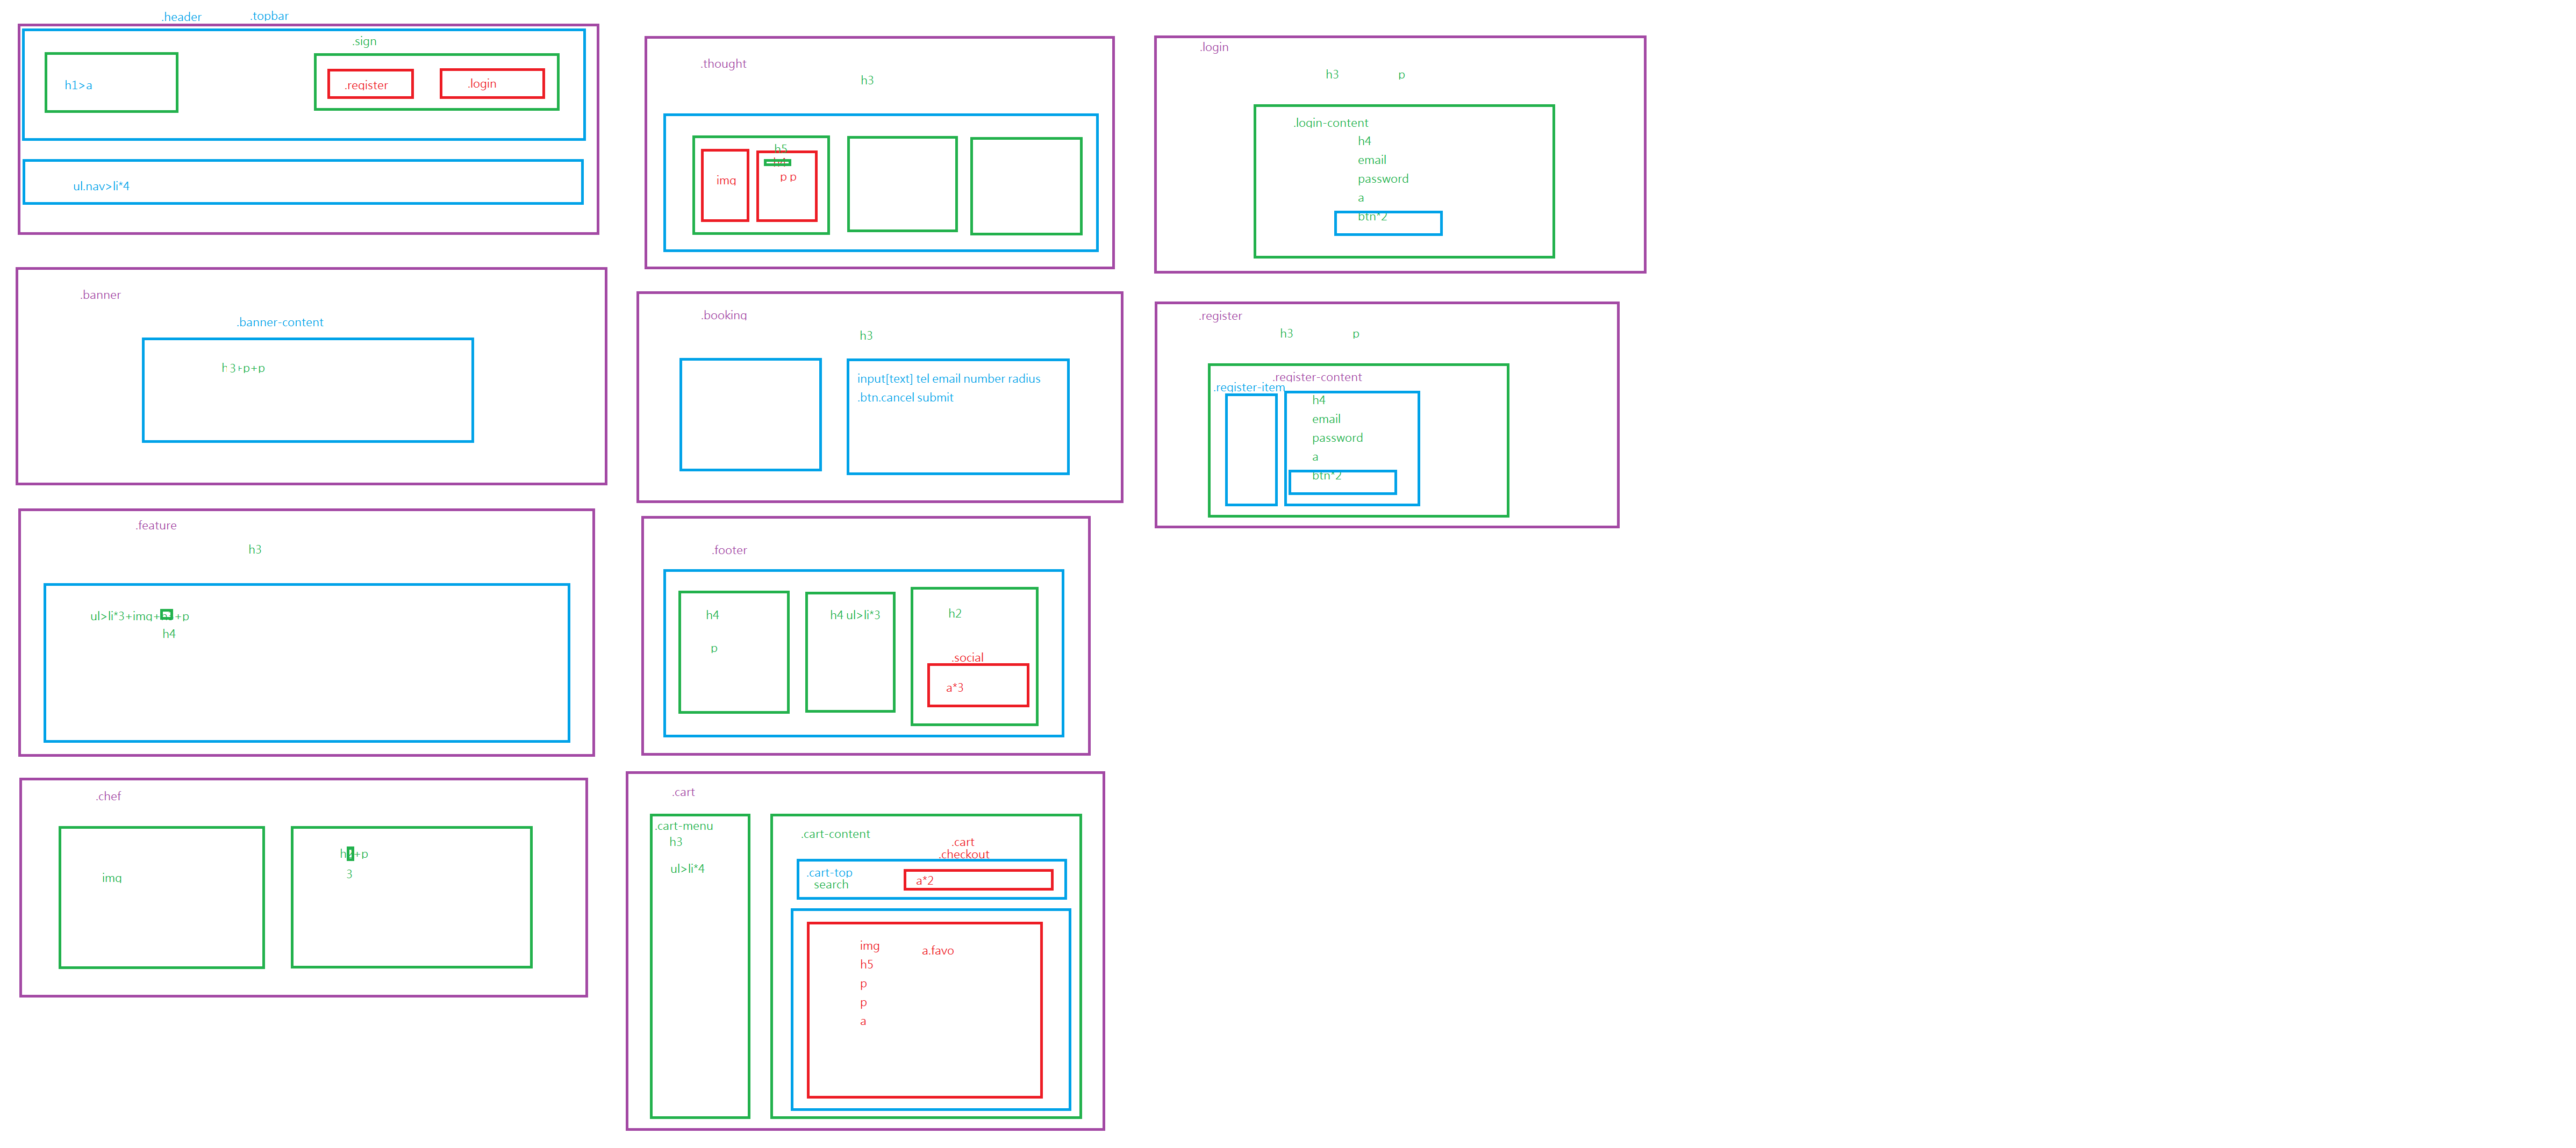 .header .topbar
.sign
h1>a
.register
.login
ul.nav>li*4
.banner
.banner-content
h3+p+p
.feature
h3
ul>li*3+img+ +p
h4
.chef
img
h +p
3
.thought
h3
h5
img
p p
.booking
h3
input[text] tel email number radius
.btn.cancel submit
.footer
h4
p
h4 ul>li*3
h2
.social
a*3
.cart
.cart-menu
h3
ul>li*4
.cart-content
.cart
.checkout
.cart-top
search
a*2
img
a.favo
h5
p
p
a
.login
h3 p
.login-content
h4
email
password
a
btn*2
.register
h3 p
.register-content
.register-item
h4
email
password
a
btn*2